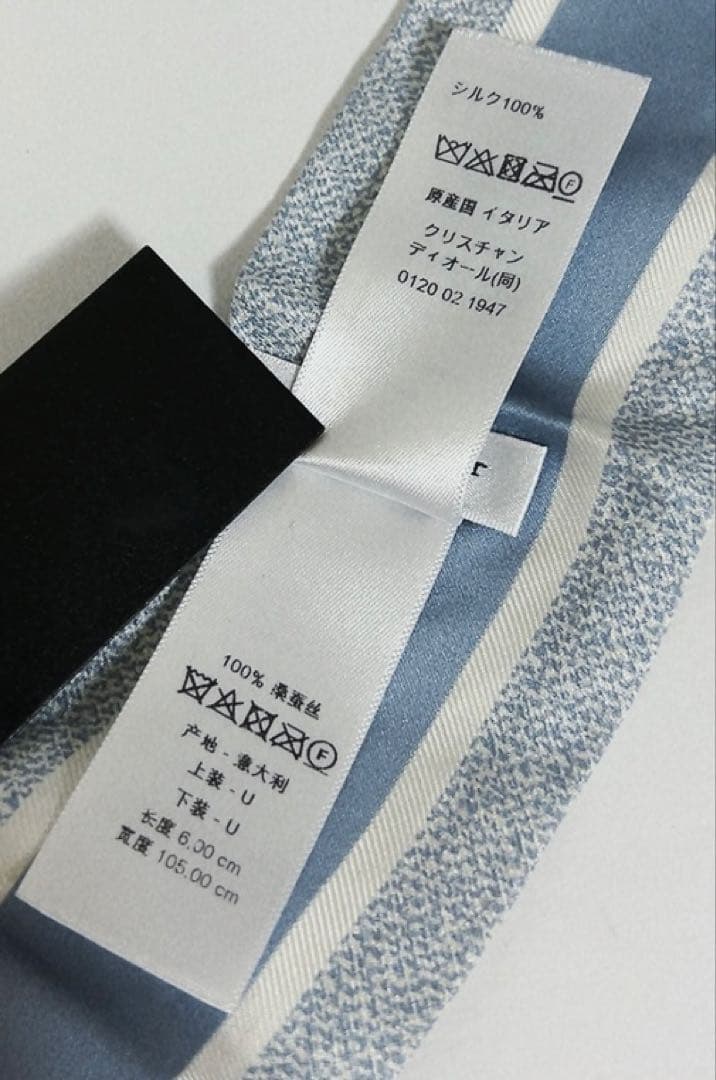 シルク100%
F
原産国 イタリア
クリスチャン
ディオール(同)
0120 02 1947
r
100% 桑蚕丝
F
产地 - 意大利
上装 - U
下装 - U
长度 6.00 cm
宽度 105.00 cm